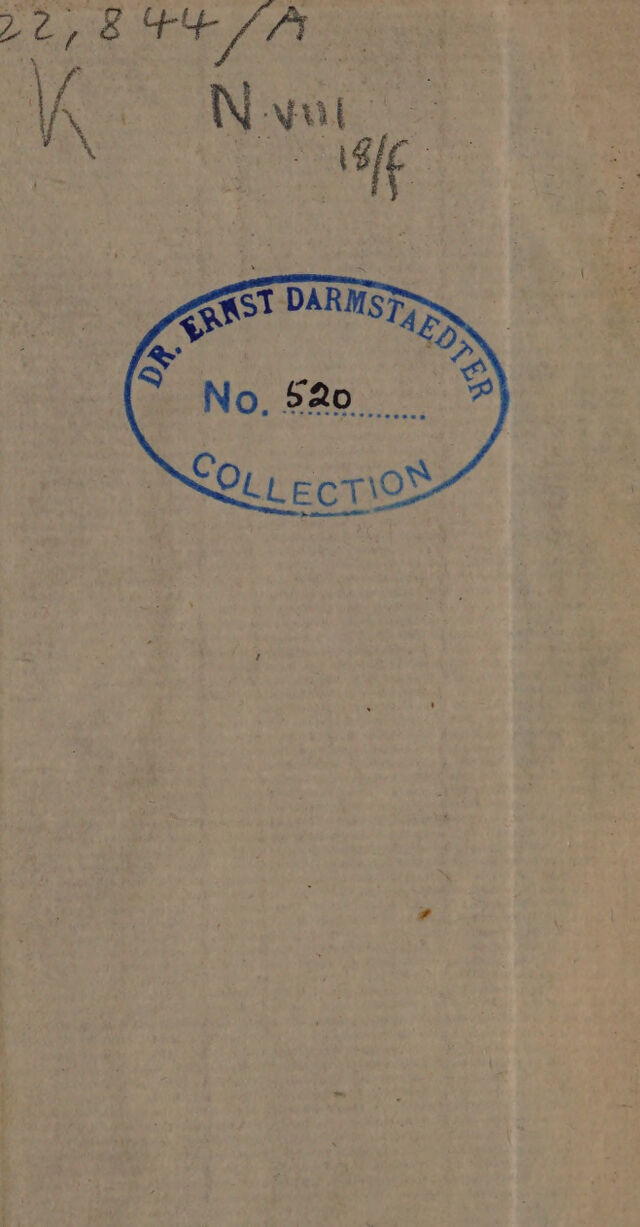 22,844/A
K N.VIII
18/f
DR. ERNST DARMSTAEDTER
No. 520
COLLECTION